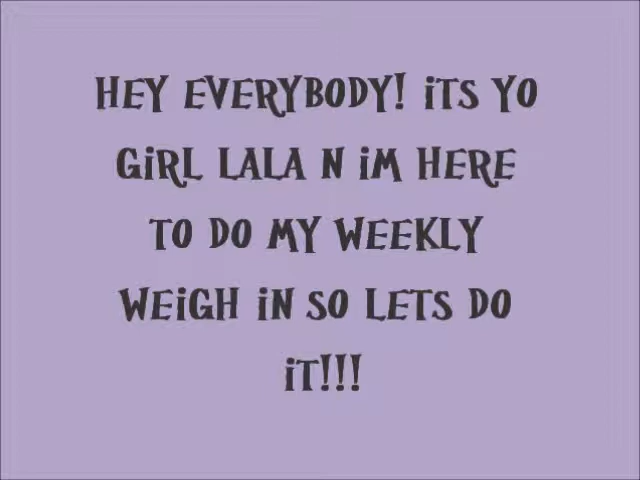 HEY EVERYBODY! iTS YO
GiRL LALA N iM HERE
TO DO MY WEEKLY
WEiGH iN SO LETS DO
iT!!!